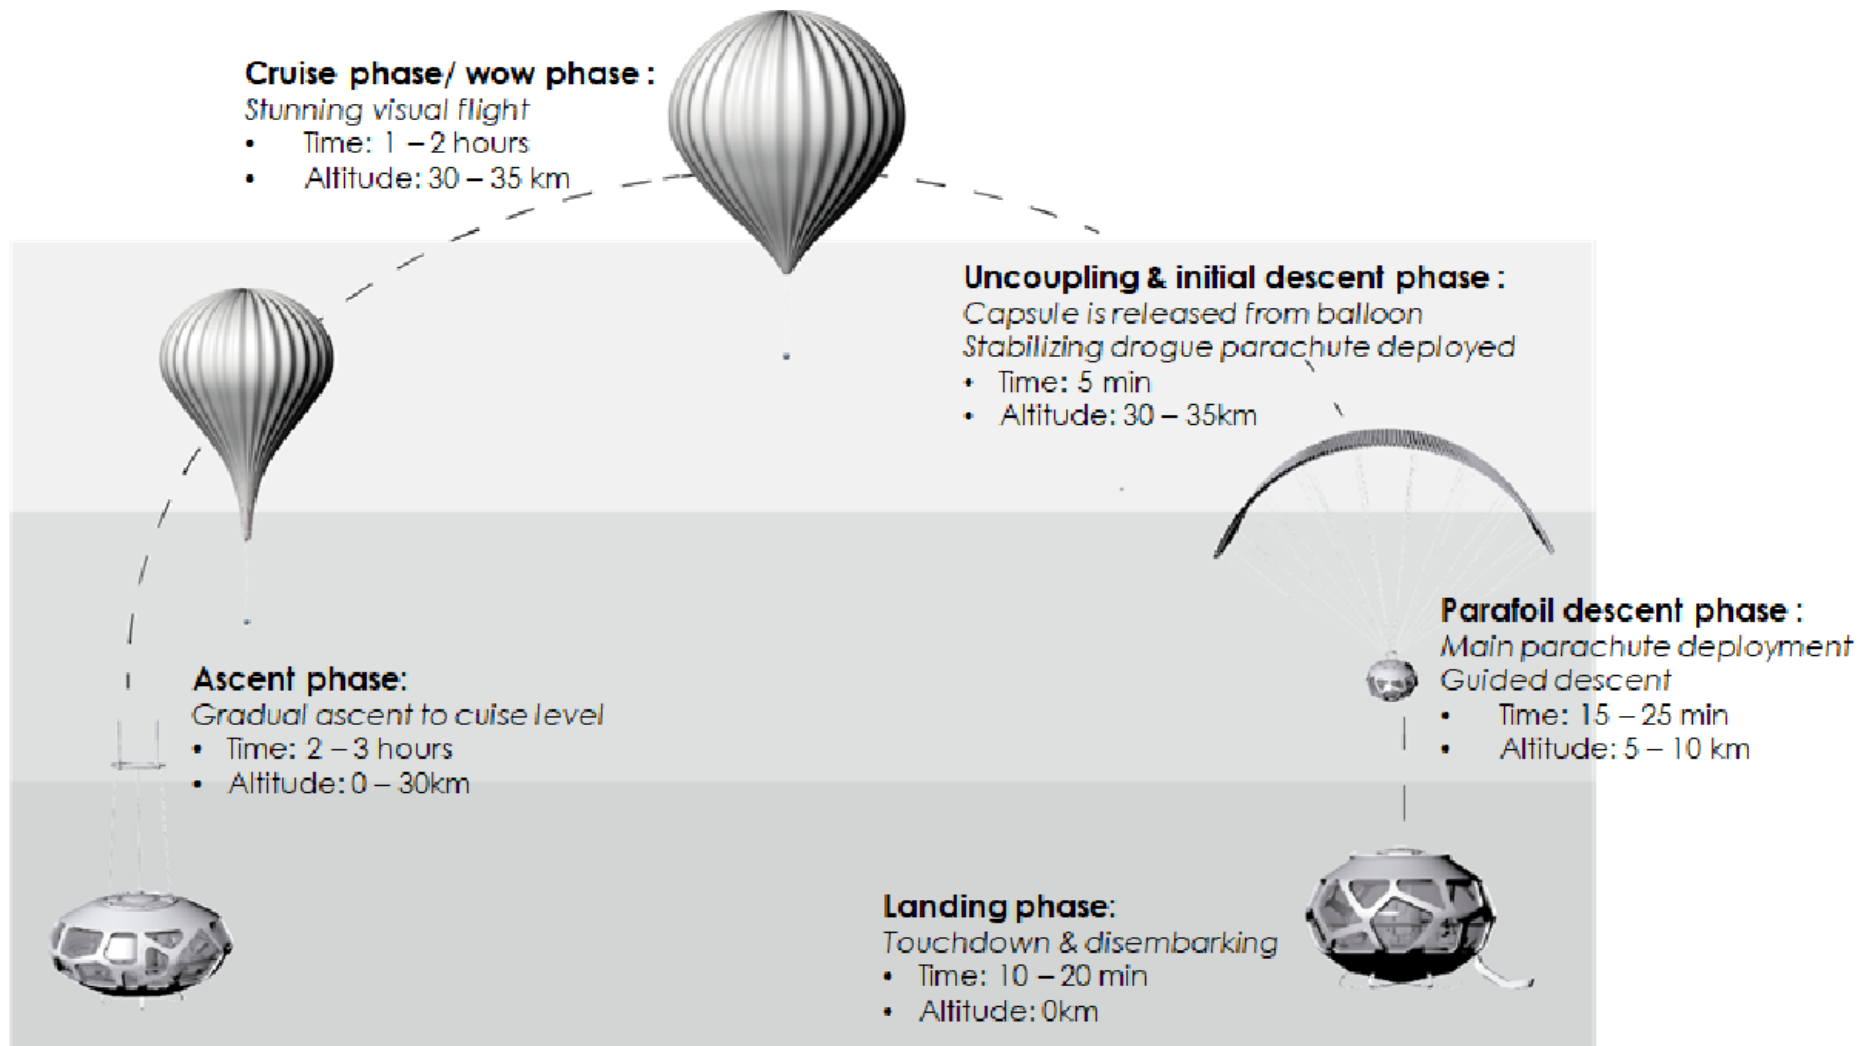 Cruise phase/ wow phase :
Stunning visual flight
• Time: 1 – 2 hours
• Altitude: 30 – 35 km
Uncoupling & initial descent phase :
Capsule is released from balloon
Stabilizing drogue parachute deployed
• Time: 5 min
• Altitude: 30 – 35km
Ascent phase:
Gradual ascent to cuise level
• Time: 2 – 3 hours
• Altitude: 0 – 30km
Parafoil descent phase :
Main parachute deployment
Guided descent
• Time: 15 – 25 min
• Altitude: 5 – 10 km
Landing phase:
Touchdown & disembarking
• Time: 10 – 20 min
• Altitude: 0km